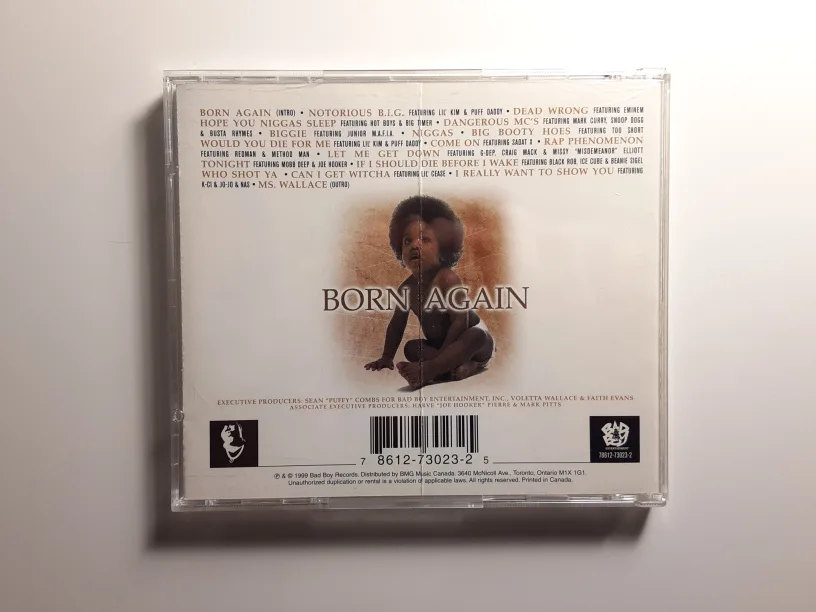 BORN AGAIN (INTRO) • NOTORIOUS B.I.G. FEATURING LIL' KIM & PUFF DADDY • DEAD WRONG FEATURING EMINEM
HOPE YOU NIGGAS SLEEP FEATURING HOT BOYS & BIG TIMER • DANGEROUS MC'S FEATURING MARK CURRY, SNOOP DOGG
& BUSTA RHYMES • BIGGIE FEATURING JUNIOR M.A.F.I.A. • NIGGAS • BIG BOOTY HOES FEATURING TOO SHORT
WOULD YOU DIE FOR ME FEATURING LIL' KIM & PUFF DADDY • COME ON FEATURING SADAT X • RAP PHENOMENON
FEATURING REDMAN & METHOD MAN • LET ME GET DOWN FEATURING G-DEP, CRAIG MACK & MISSY "MISDEMEANOR" ELLIOTT
TONIGHT FEATURING MOBB DEEP & JOE HOOKER • IF I SHOULD DIE BEFORE I WAKE FEATURING BLACK ROB, ICE CUBE & BEANIE SIGEL
WHO SHOT YA • CAN I GET WITCHA FEATURING LIL' CEASE • I REALLY WANT TO SHOW YOU FEATURING
K-CI & JO-JO & NAS • MS. WALLACE (OUTRO)
BORN AGAIN
EXECUTIVE PRODUCERS: SEAN "PUFFY" COMBS FOR BAD BOY ENTERTAINMENT, INC., VOLETTA WALLACE & FAITH EVANS
ASSOCIATE EXECUTIVE PRODUCERS: HARVE "JOE HOOKER" PIERRE & MARK PITTS
BAD BOY
ENTERTAINMENT
78612-73023-2
7 8612-73023-2 5
℗ & © 1999 Bad Boy Records. Distributed by BMG Music Canada. 3640 McNicoll Ave., Toronto, Ontario M1X 1G1.
Unauthorized duplication or rental is a violation of applicable laws. All rights reserved. Printed in Canada.